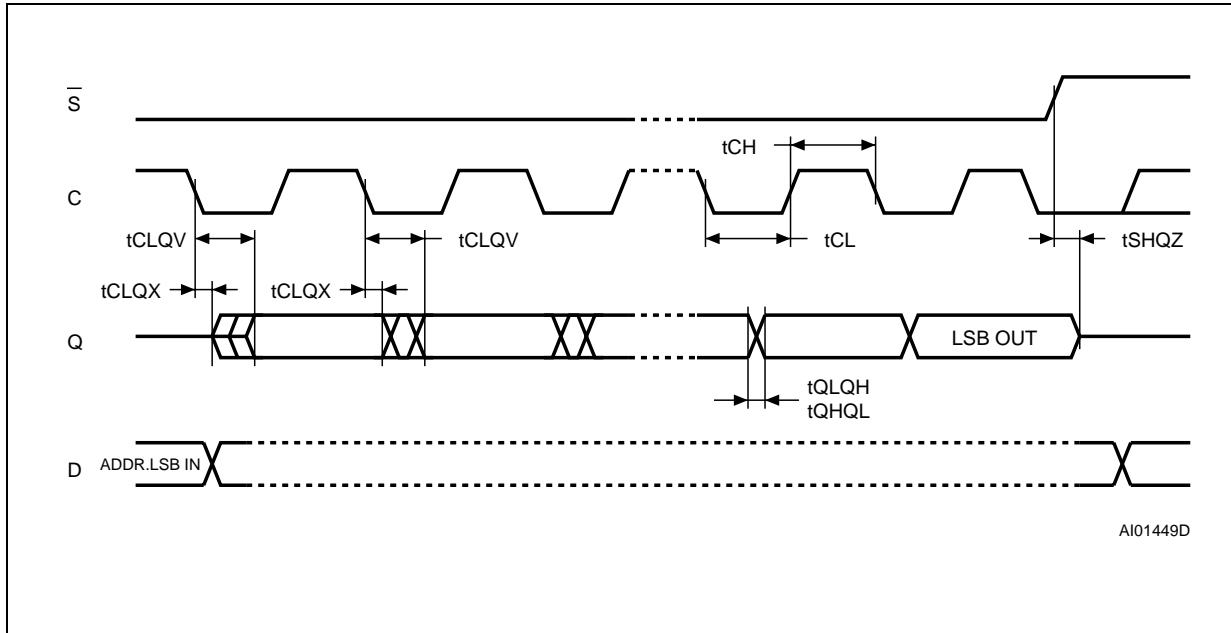 S
tCH
C
tCLQV
tCLQV
tCL
tSHQZ
tCLQX
tCLQX
Q
LSB OUT
tQLQH
tQHQL
D
ADDR.LSB IN
AI01449D